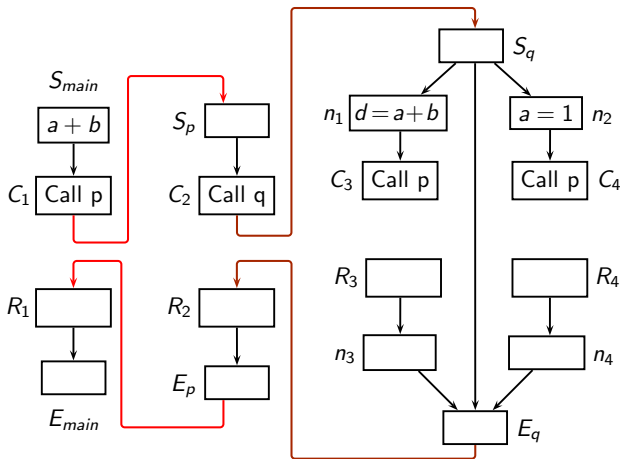 S_q
S_main
a + b
S_p
n_1 d = a+b
a = 1 n_2
C_1 Call p
C_2 Call q
C_3 Call p
Call p C_4
R_1
R_2
R_3
R_4
n_3
n_4
E_p
E_main
E_q